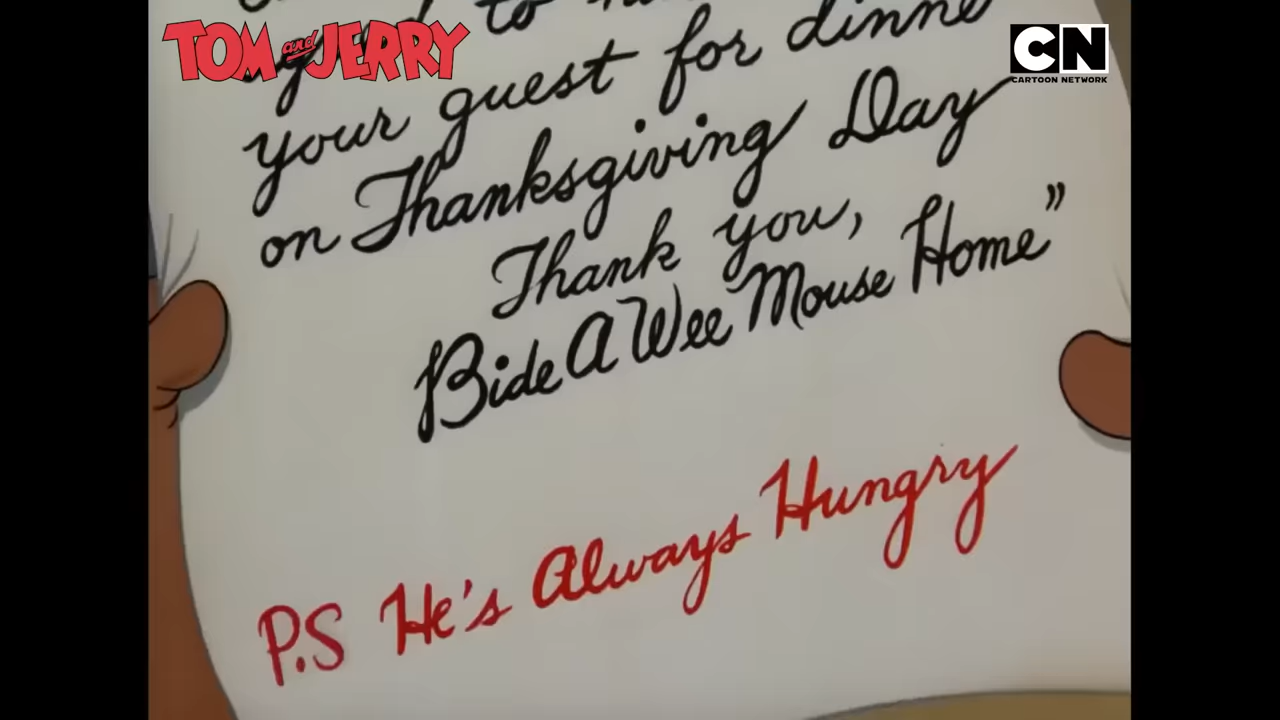 TOM and JERRY
CN
CARTOON NETWORK
to
your guest for dinne
on Thanksgiving Day
Thank you,
Bide A Wee Mouse Home”
P.S He's Always Hungry